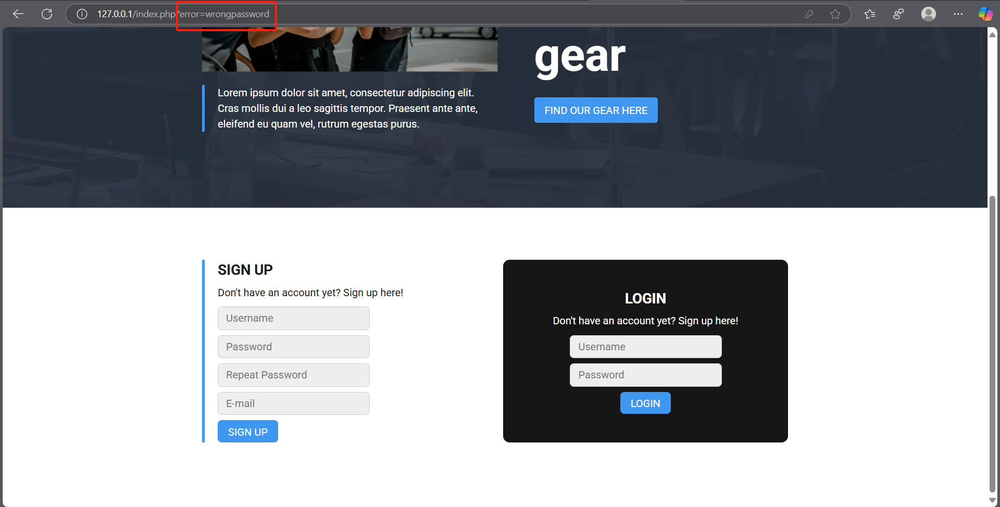 127.0.0.1/index.php?error=wrongpassword
gear
Lorem ipsum dolor sit amet, consectetur adipiscing elit.
Cras mollis dui a leo sagittis tempor. Praesent ante ante,
eleifend eu quam vel, rutrum egestas purus.
FIND OUR GEAR HERE
SIGN UP
Don't have an account yet? Sign up here!
Username
Password
Repeat Password
E-mail
SIGN UP
LOGIN
Don't have an account yet? Sign up here!
Username
Password
LOGIN